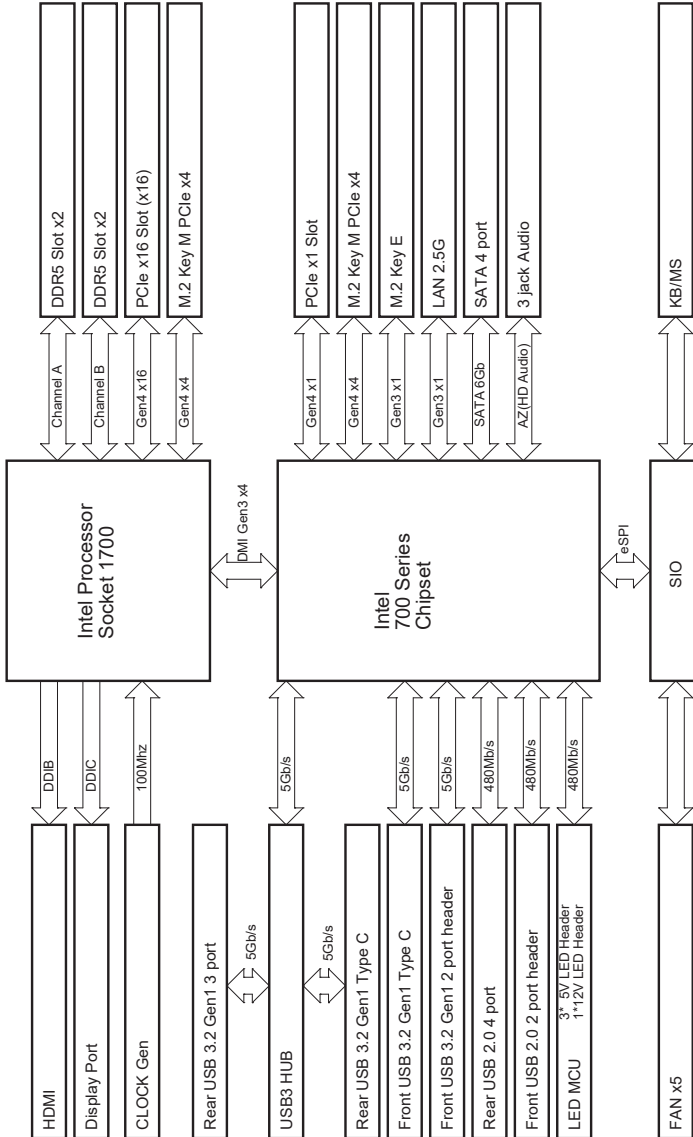 DDR5 Slot x2
DDR5 Slot x2
PCIe x16 Slot (x16)
M.2 Key M PCIe x4
PCIe x1 Slot
M.2 Key M PCIe x4
M.2 Key E
LAN 2.5G
SATA 4 port
3 jack Audio
KB/MS
Channel A
Channel B
Gen4 x16
Gen4 x4
Gen4 x1
Gen4 x4
Gen3 x1
Gen3 x1
SATA 6Gb
AZ(HD Audio)
Intel Processor
Socket 1700
DMI Gen3 x4
Intel
700 Series
Chipset
eSPI
SIO
DDIB
DDIC
100Mhz
5Gb/s
5Gb/s
5Gb/s
480Mb/s
480Mb/s
480Mb/s
HDMI
Display Port
CLOCK Gen
Rear USB 3.2 Gen1 3 port
5Gb/s
USB3 HUB
5Gb/s
Rear USB 3.2 Gen1 Type C
Front USB 3.2 Gen1 Type C
Front USB 3.2 Gen1 2 port header
Rear USB 2.0 4 port
Front USB 2.0 2 port header
LED MCU
3* 5V LED Header
1*12V LED Header
FAN x5